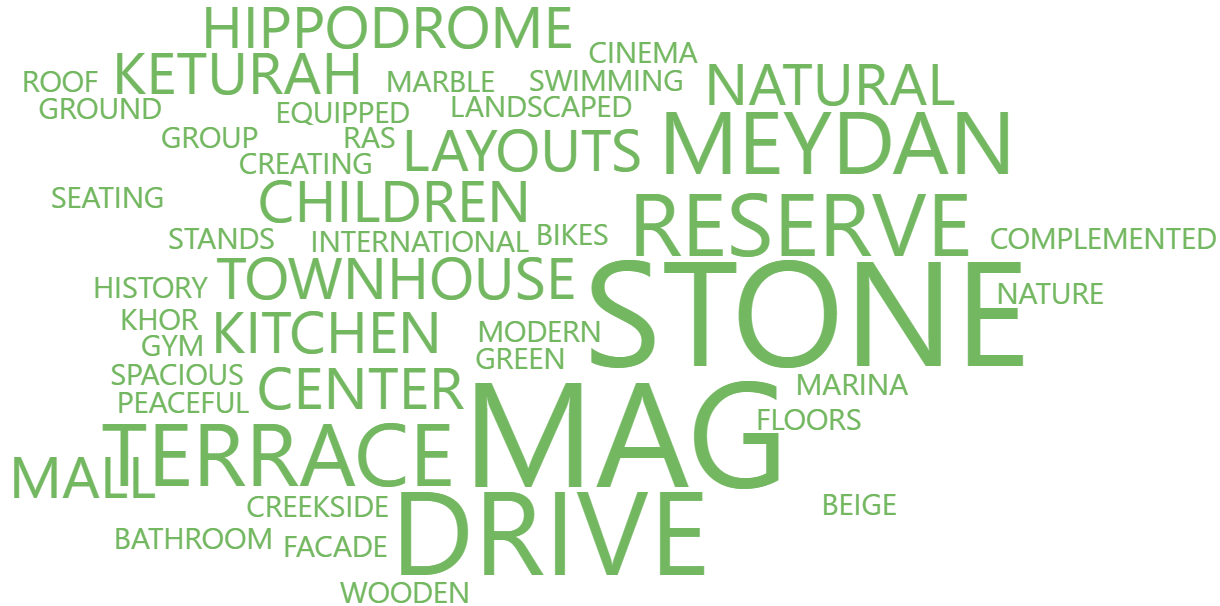 HIPPODROME
CINEMA
KETURAH
ROOF
MARBLE
SWIMMING
NATURAL
GROUND
EQUIPPED
LANDSCAPED
MEYDAN
GROUP
RAS
LAYOUTS
CREATING
SEATING
CHILDREN
RESERVE
STANDS
INTERNATIONAL
BIKES
COMPLEMENTED
HISTORY
TOWNHOUSE
STONE
NATURE
KHOR
KITCHEN
MODERN
GYM
GREEN
SPACIOUS
CENTER
MARINA
PEACEFUL
MAG
FLOORS
TERRACE
MALL
CREEKSIDE
DRIVE
BEIGE
BATHROOM
FACADE
WOODEN